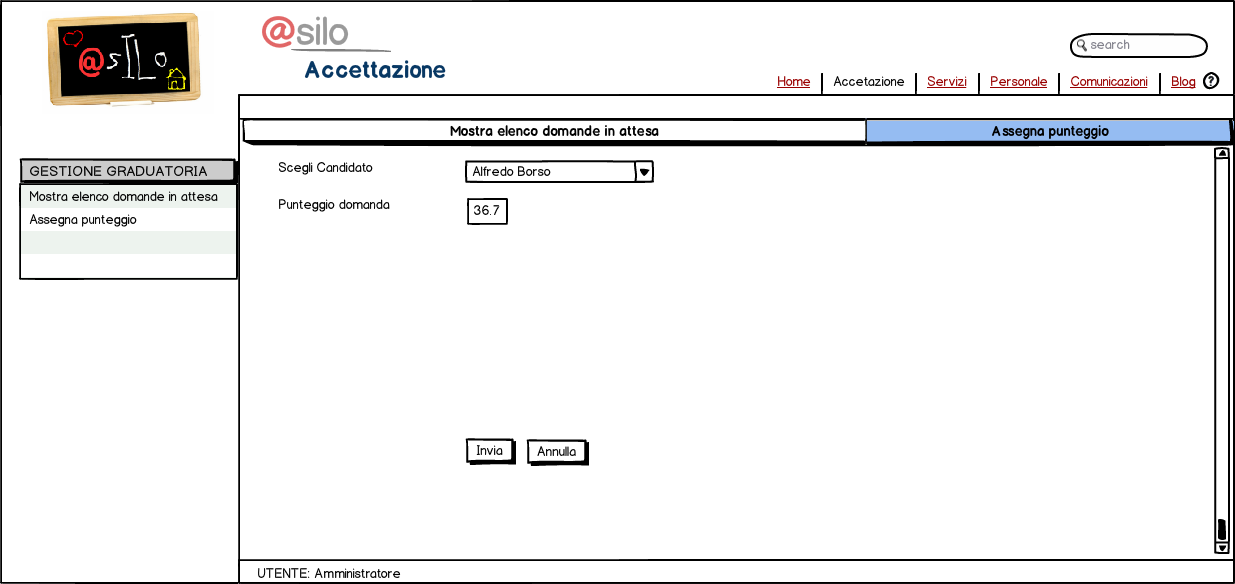 @sILo
@silo
Accettazione
search
Home
Accetazione
Servizi
Personale
Comunicazioni
Blog
?
Mostra elenco domande in attesa
Assegna punteggio
GESTIONE GRADUATORIA
Mostra elenco domande in attesa
Assegna punteggio
Scegli Candidato
Alfredo Borso
Punteggio domanda
36.7
Invia
Annulla
UTENTE: Amministratore